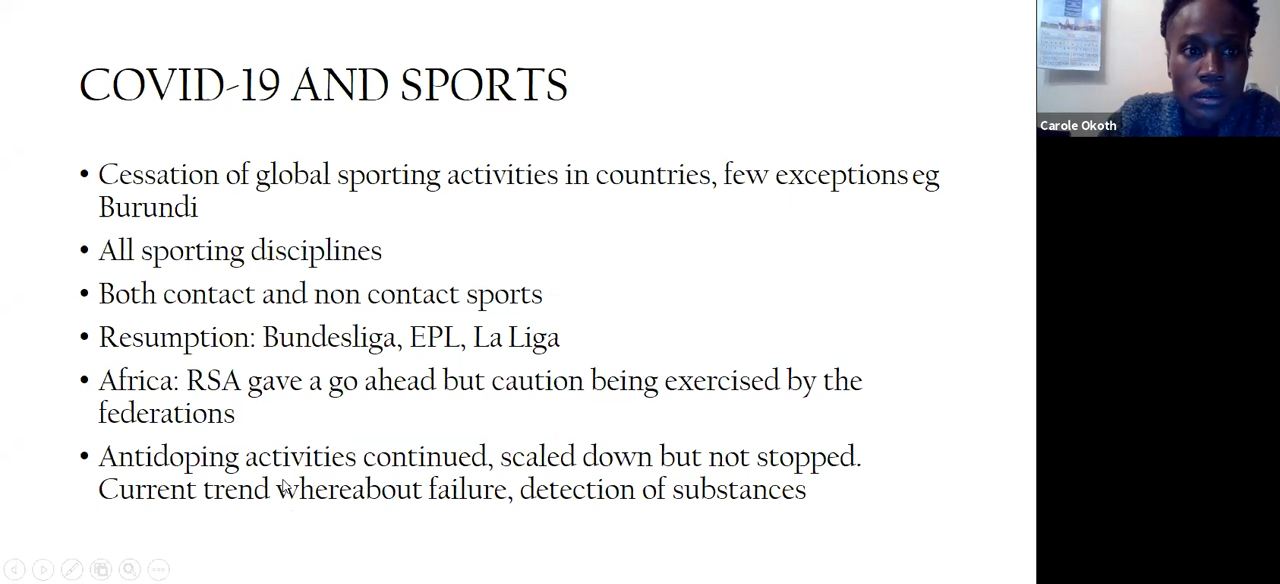 COVID-19 AND SPORTS
• Cessation of global sporting activities in countries, few exceptions eg
Burundi
• All sporting disciplines
• Both contact and non contact sports
• Resumption: Bundesliga, EPL, La Liga
• Africa: RSA gave a go ahead but caution being exercised by the
federations
• Antidoping activities continued, scaled down but not stopped.
Current trend whereabout failure, detection of substances
Carole Okoth